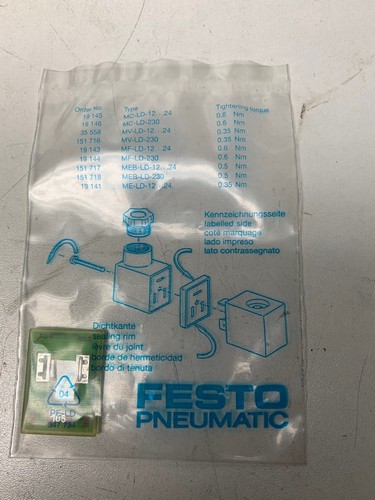 Order No. Type Tightening torque
19 145 MC-LD-12...24 0.6 Nm
19 146 MC-LD-230 0.6 Nm
35 558 MV-LD-12...24 0.35 Nm
151 716 MV-LD-230 0.35 Nm
19 143 MF-LD-12...24 0.6 Nm
19 144 MF-LD-230 0.6 Nm
151 717 MEB-LD-12...24 0.5 Nm
151 718 MEB-LD-230 0.5 Nm
19 141 ME-LD-12...24 0.35 Nm
Kennzeichnungsseite
labelled side
coté marquage
lado impreso
lato contrassegnato
Dichtkante
sealing rim
lèvre du joint
borde de hermeticidad
bordo di tenuta
FESTO
PNEUMATIC
04
PE-LD